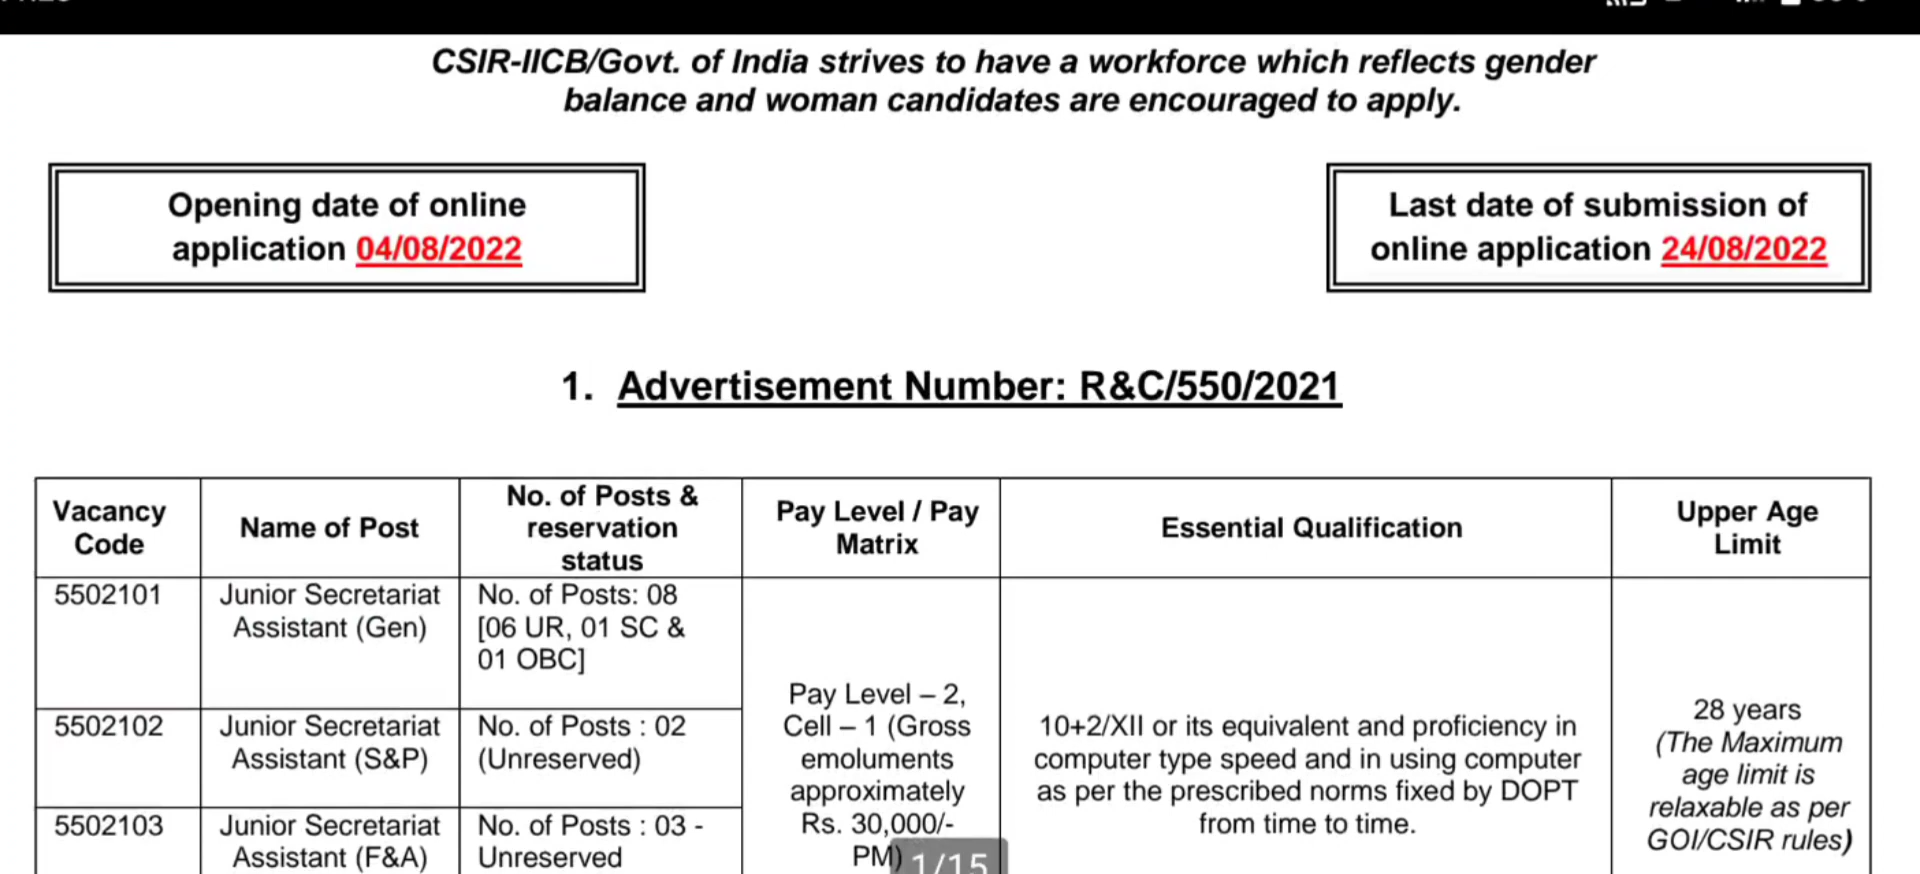 CSIR-IICB/Govt. of India strives to have a workforce which reflects gender
balance and woman candidates are encouraged to apply.
Opening date of online
application 04/08/2022
Last date of submission of
online application 24/08/2022
1. Advertisement Number: R&C/550/2021
Vacancy
Code
Name of Post
No. of Posts &
reservation
status
Pay Level / Pay
Matrix
Essential Qualification
Upper Age
Limit
5502101
Junior Secretariat
Assistant (Gen)
No. of Posts: 08
[06 UR, 01 SC &
01 OBC]
5502102
Junior Secretariat
Assistant (S&P)
No. of Posts : 02
(Unreserved)
5502103
Junior Secretariat
Assistant (F&A)
No. of Posts : 03 -
Unreserved
Pay Level – 2,
Cell – 1 (Gross
emoluments
approximately
Rs. 30,000/-
PM)
10+2/XII or its equivalent and proficiency in
computer type speed and in using computer
as per the prescribed norms fixed by DOPT
from time to time.
28 years
(The Maximum
age limit is
relaxable as per
GOI/CSIR rules)
1/15